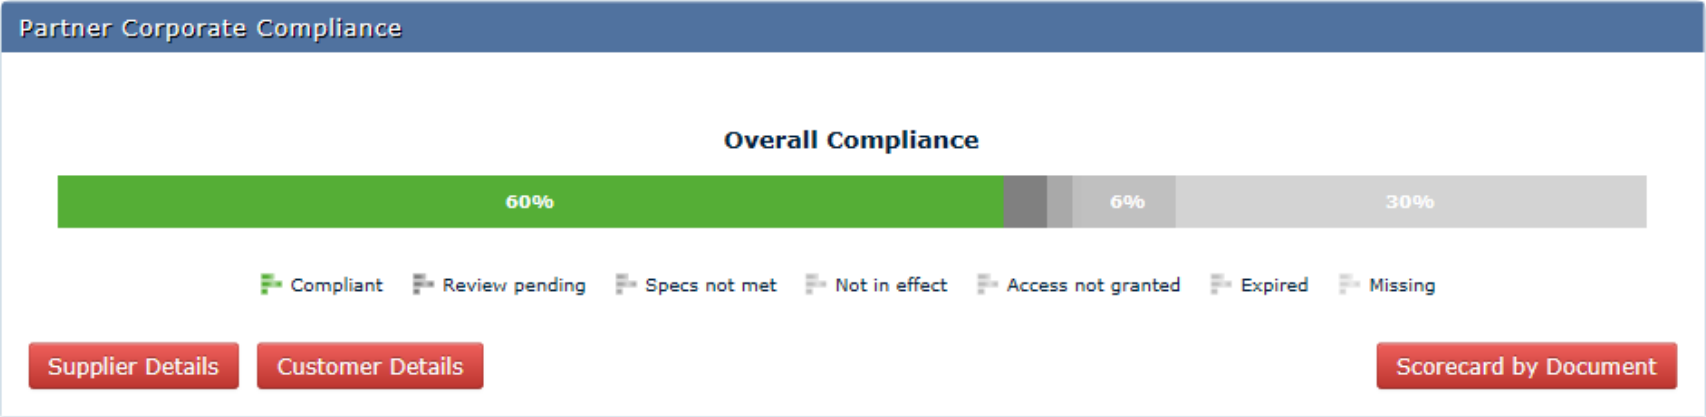 Partner Corporate Compliance
Overall Compliance
60% 6% 30%
Compliant Review pending Specs not met Not in effect Access not granted Expired Missing
Supplier Details Customer Details Scorecard by Document